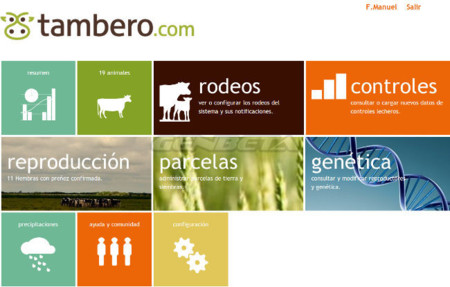 F.Manuel Salir
tambero.com
resumen
19 animales
rodeos
ver o configurar los rodeos del
sistema y sus notificaciones.
controles
consultar o cargar nuevos datos de
controles lecheros.
reproducción
11 Hembras con preñez confirmada.
parcelas
administrar parcelas de tierra y
siembras.
genética
consultar y modificar reproductores
y genética.
GENBETA
precipitaciones
ayuda y comunidad
configuración